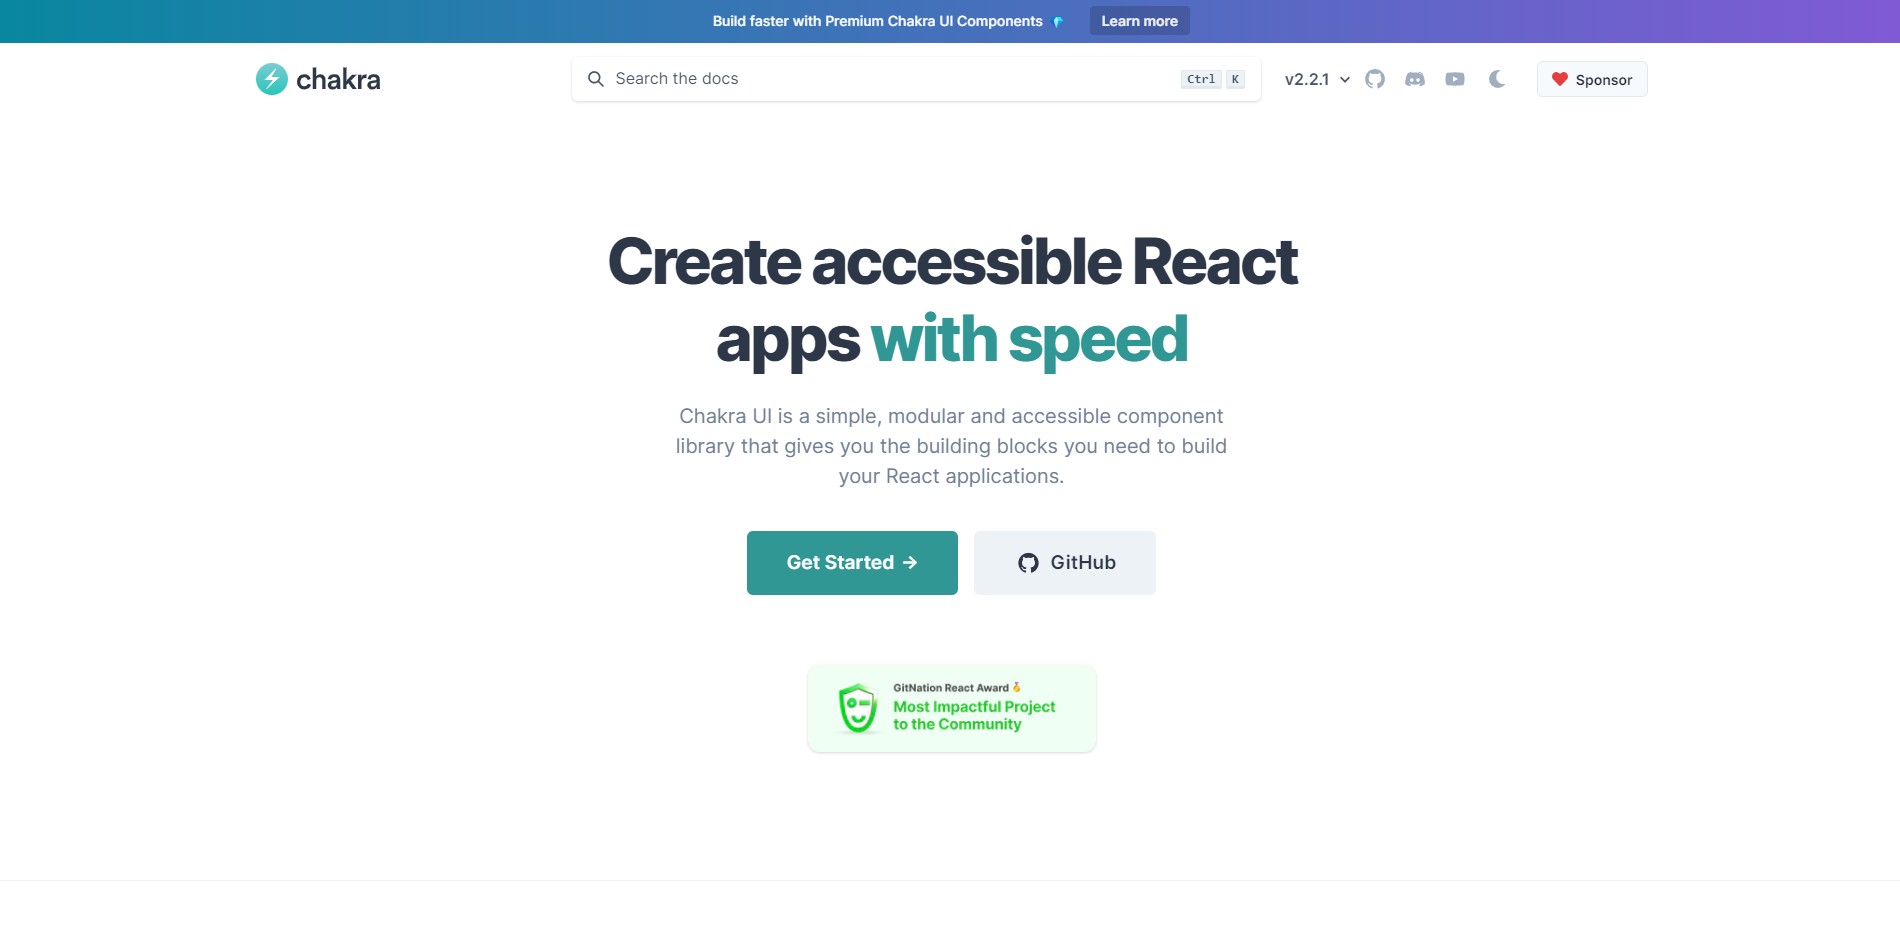 Build faster with Premium Chakra UI Components
Learn more
chakra
Search the docs
Ctrl K
v2.2.1
Sponsor
Create accessible React
apps with speed
Chakra UI is a simple, modular and accessible component
library that gives you the building blocks you need to build
your React applications.
Get Started →
GitHub
GitNation React Award
Most Impactful Project
to the Community